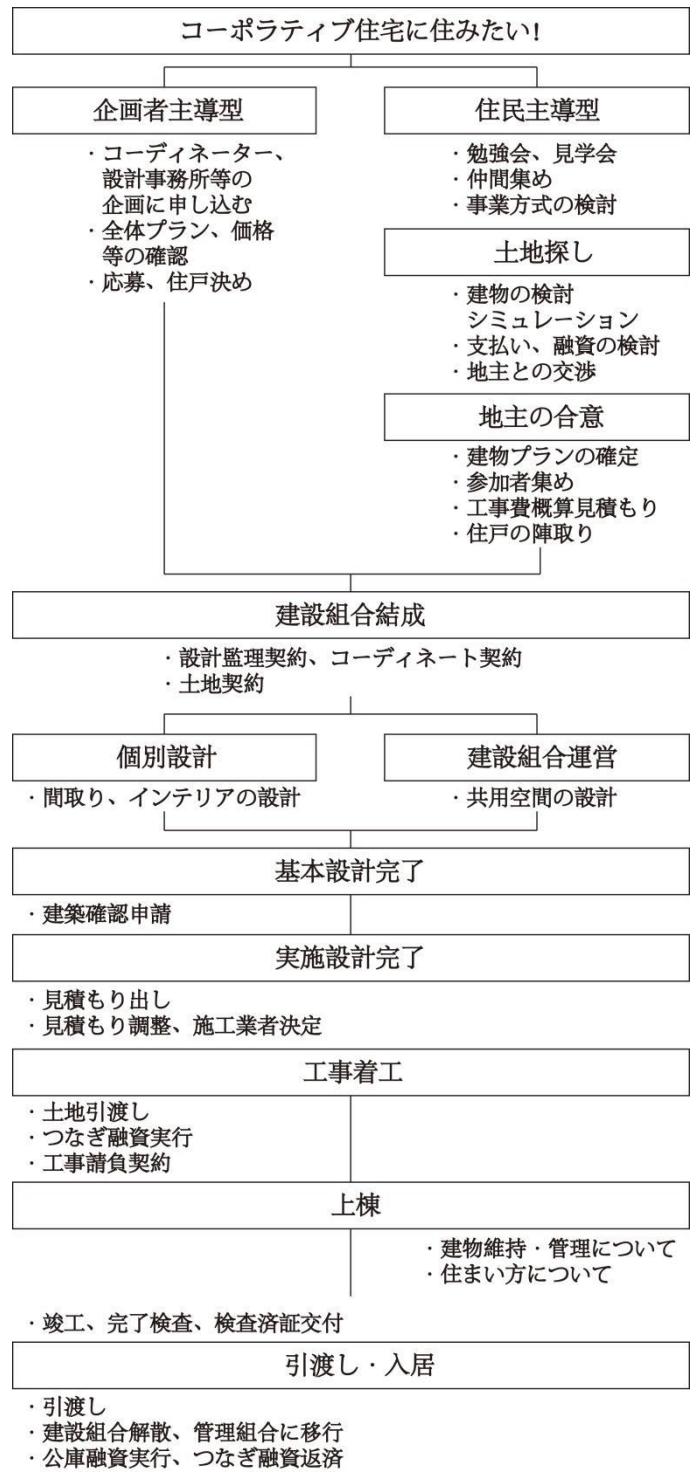 コーポラティブ住宅に住みたい!
企画者主導型
・コーディネーター、
設計事務所等の
企画に申し込む
・全体プラン、価格
等の確認
・応募、住戸決め
住民主導型
・勉強会、見学会
・仲間集め
・事業方式の検討
土地探し
・建物の検討
シミュレーション
・支払い、融資の検討
・地主との交渉
地主の合意
・建物プランの確定
・参加者集め
・工事費概算見積もり
・住戸の陣取り
建設組合結成
・設計監理契約、コーディネート契約
・土地契約
個別設計
・間取り、インテリアの設計
建設組合運営
・共用空間の設計
基本設計完了
・建築確認申請
実施設計完了
・見積もり出し
・見積もり調整、施工業者決定
工事着工
・土地引渡し
・つなぎ融資実行
・工事請負契約
上棟
・建物維持・管理について
・住まい方について
・竣工、完了検査、検査済証交付
引渡し・入居
・引渡し
・建設組合解散、管理組合に移行
・公庫融資実行、つなぎ融資返済